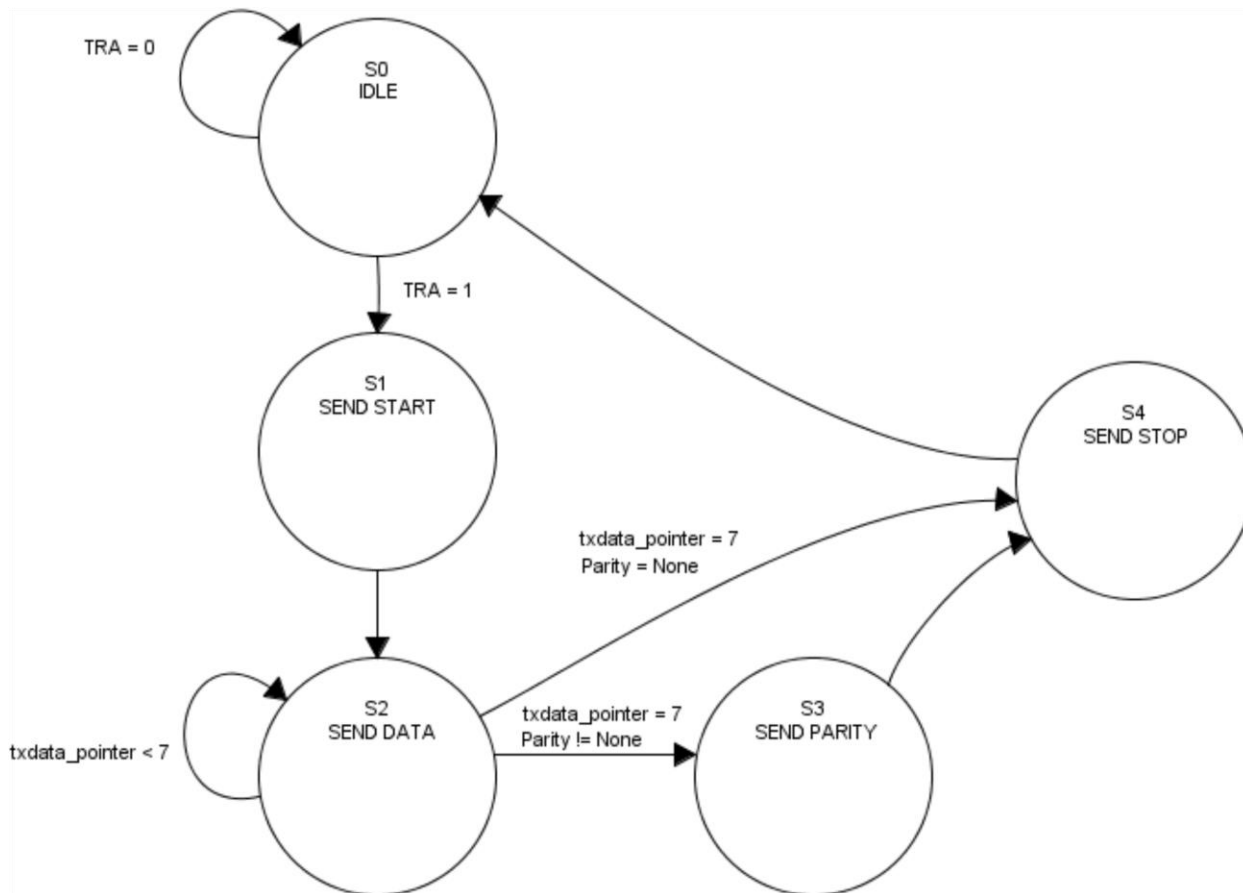 TRA = 0
S0
IDLE
TRA = 1
S1
SEND START
S4
SEND STOP
txdata_pointer = 7
Parity = None
S2
SEND DATA
txdata_pointer = 7
Parity != None
S3
SEND PARITY
txdata_pointer < 7